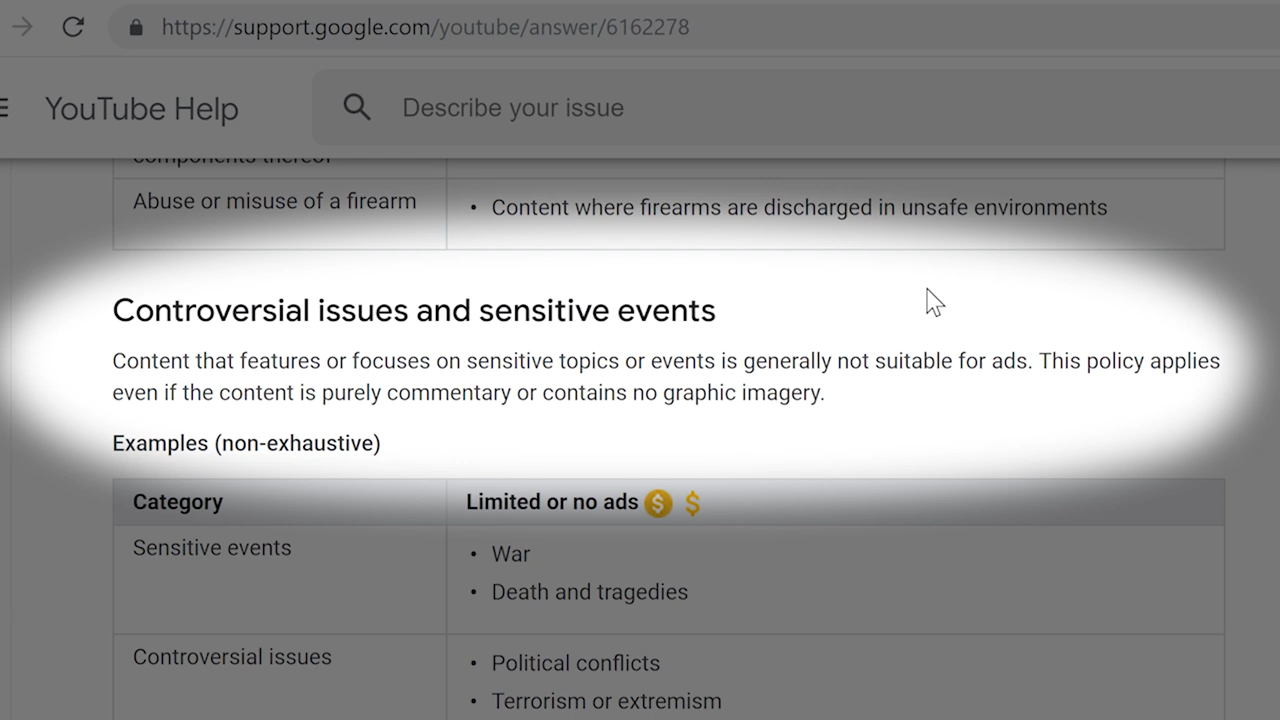 https://support.google.com/youtube/answer/6162278
YouTube Help
Describe your issue
components thereof
Abuse or misuse of a firearm
• Content where firearms are discharged in unsafe environments
Controversial issues and sensitive events
Content that features or focuses on sensitive topics or events is generally not suitable for ads. This policy applies
even if the content is purely commentary or contains no graphic imagery.
Examples (non-exhaustive)
Category
Limited or no ads
Sensitive events
• War
• Death and tragedies
Controversial issues
• Political conflicts
• Terrorism or extremism